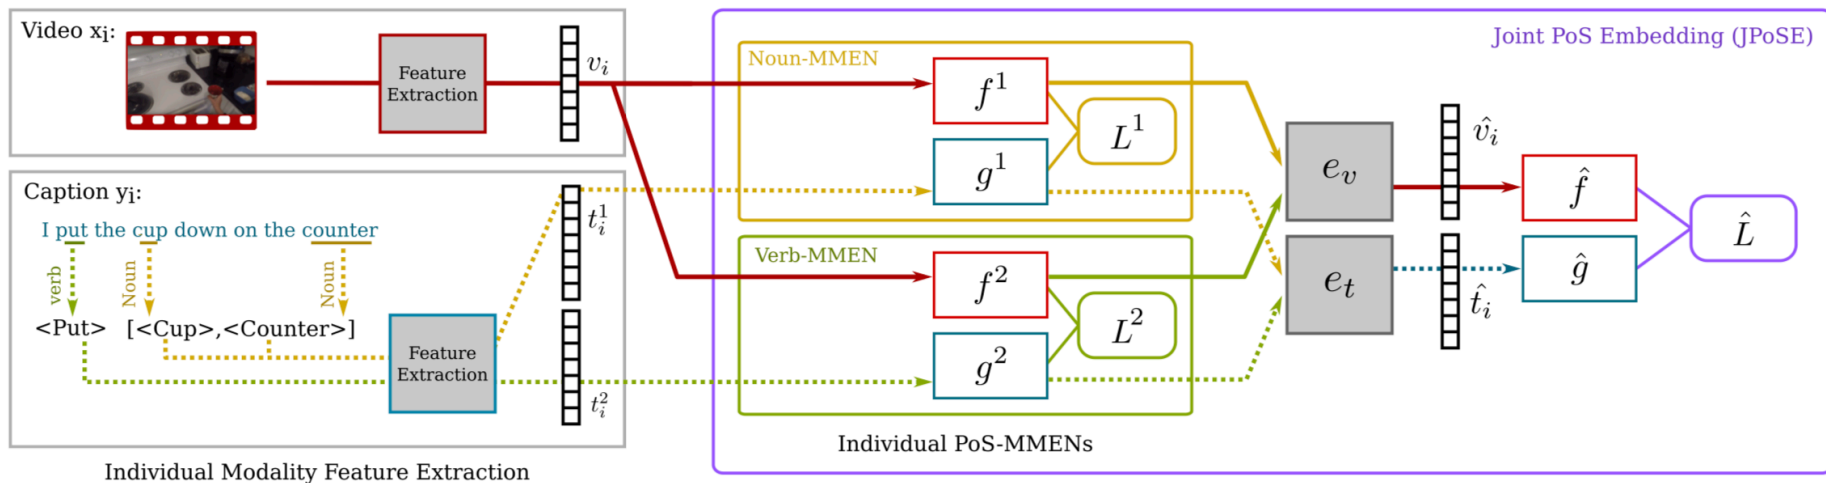 Video xᵢ:
Feature
Extraction
vᵢ
Caption yᵢ:
I put the cup down on the counter
verb
Noun
Noun
<Put>
[<Cup>,<Counter>]
Feature
Extraction
tᵢ¹
tᵢ²
Individual Modality Feature Extraction
Joint PoS Embedding (JPoSE)
Noun-MMEN
f¹
g¹
L¹
Verb-MMEN
f²
g²
L²
Individual PoS-MMENs
eᵥ
eₜ
v̂ᵢ
t̂ᵢ
f̂
ĝ
L̂